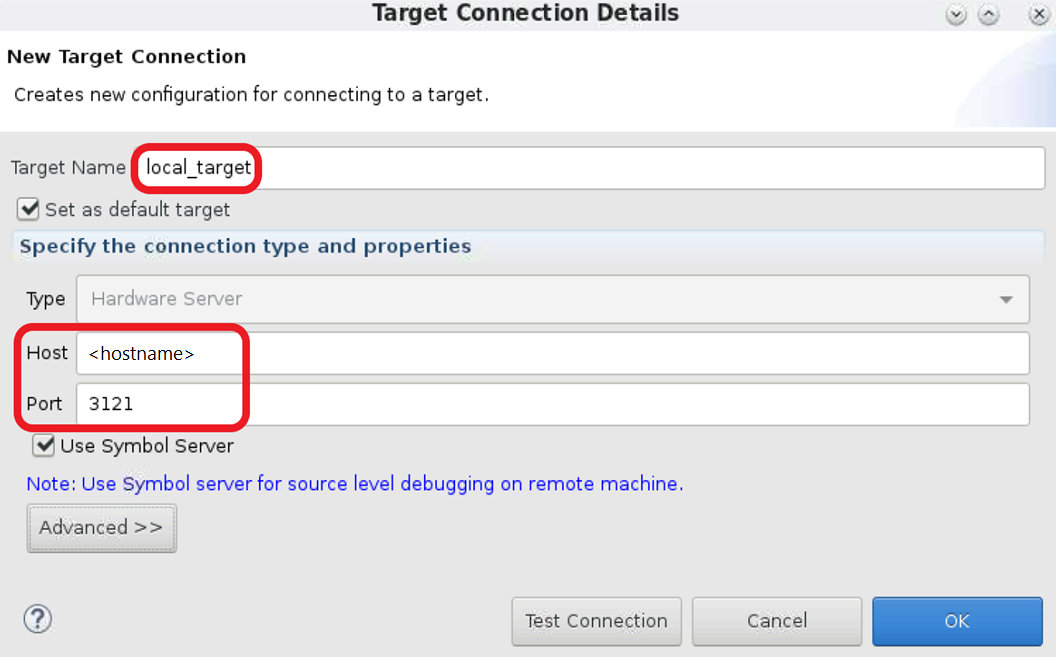 Target Connection Details
New Target Connection
Creates new configuration for connecting to a target.
Target Name local_target
Set as default target
Specify the connection type and properties
Type Hardware Server
Host <hostname>
Port 3121
Use Symbol Server
Note: Use Symbol server for source level debugging on remote machine.
Advanced >>
? Test Connection Cancel OK